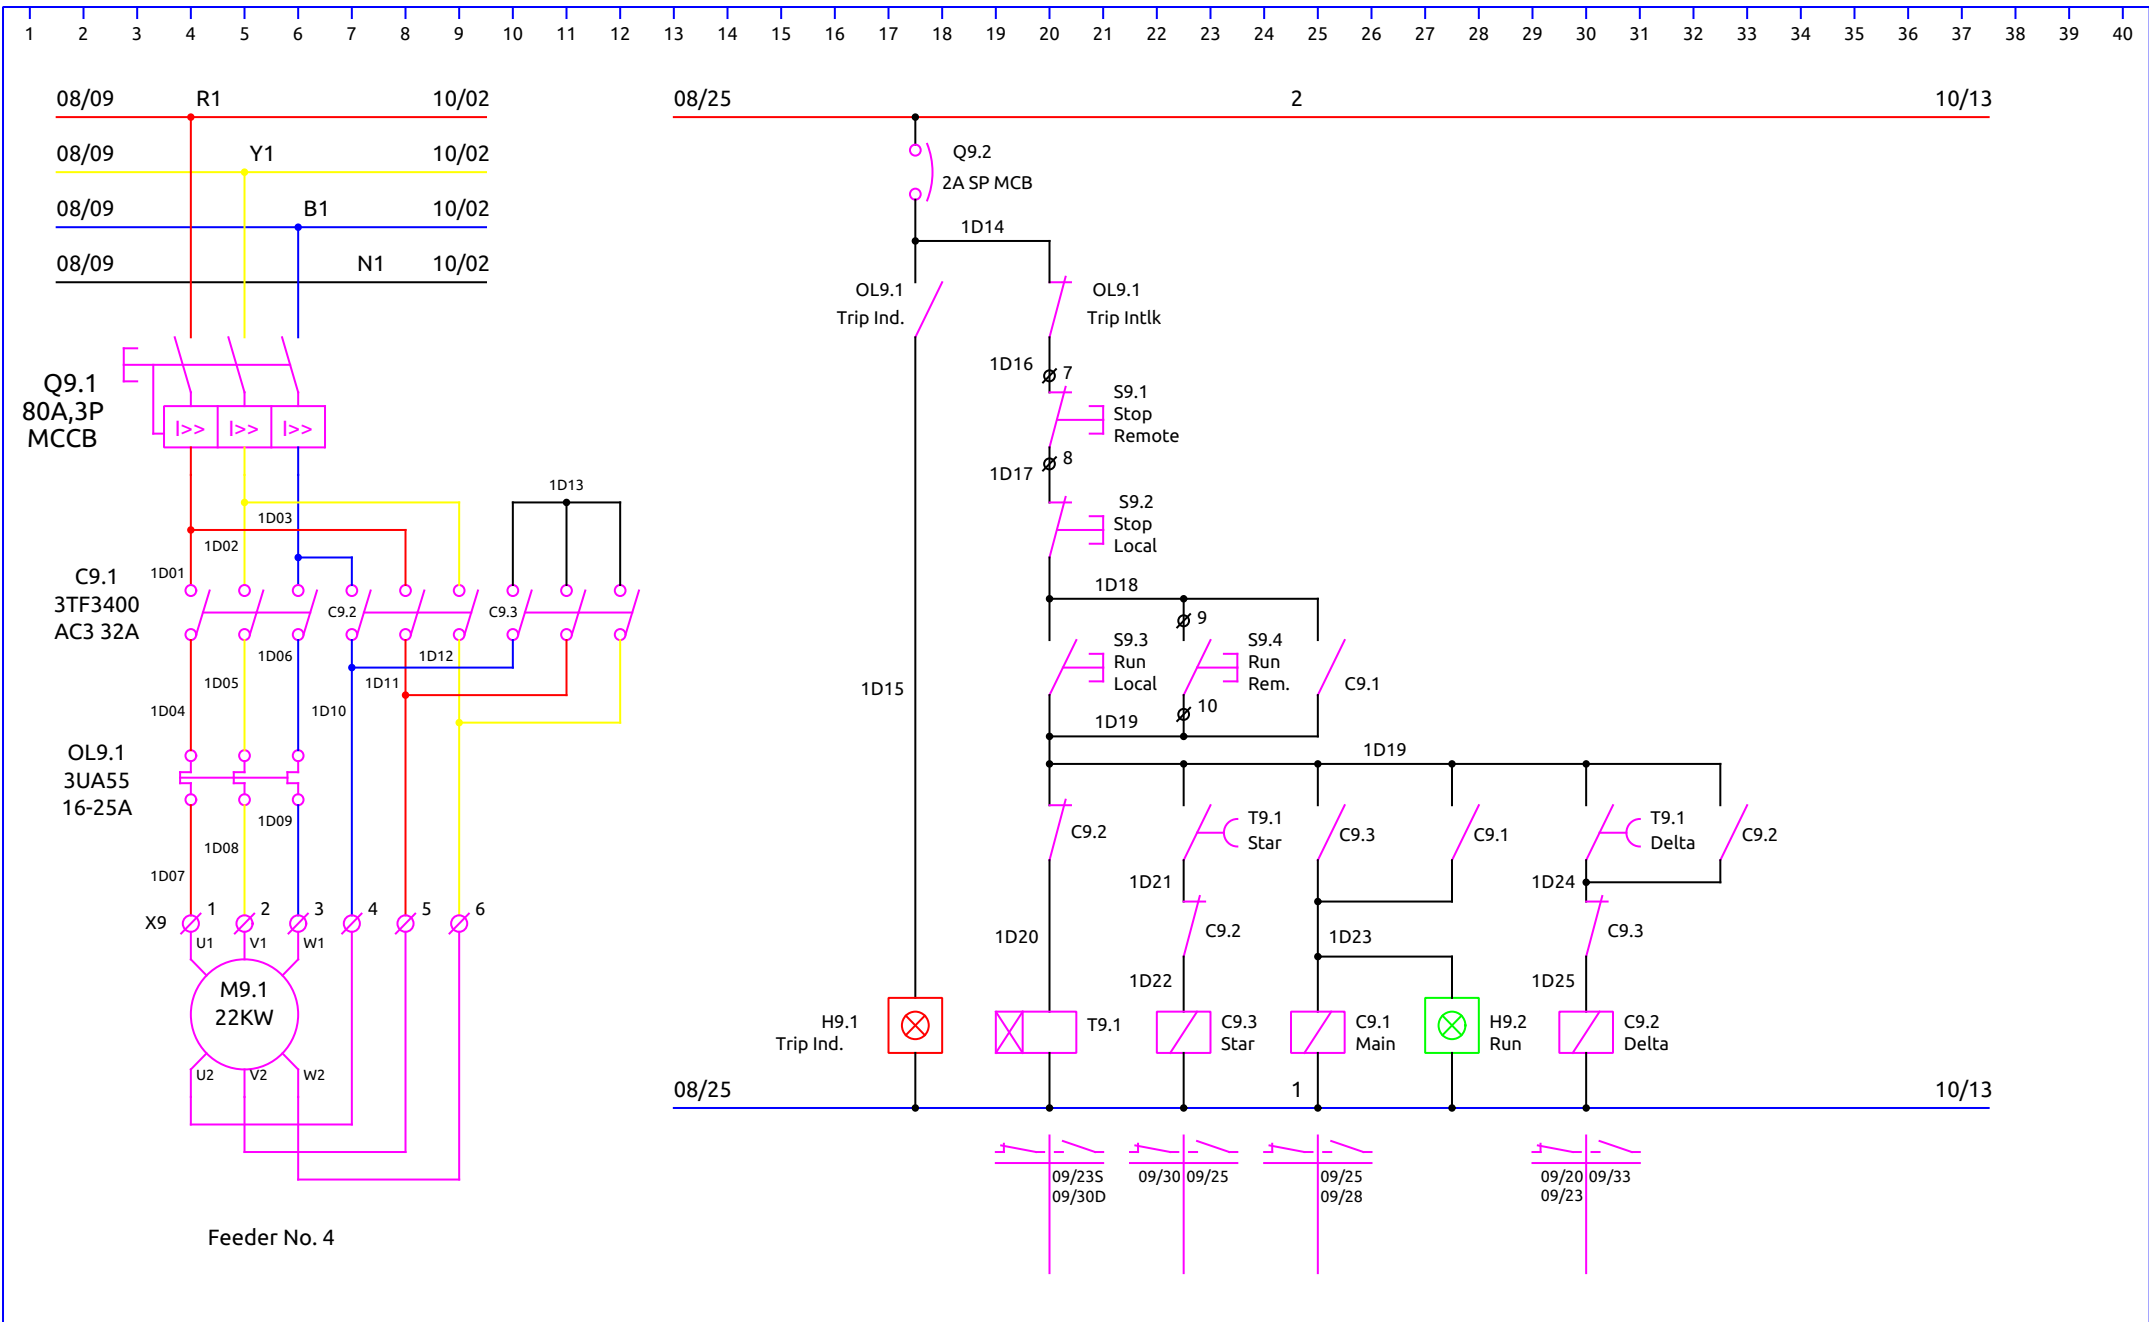 1 2 3 4 5 6 7 8 9 10 11 12 13 14 15 16 17 18 19 20 21 22 23 24 25 26 27 28 29 30 31 32 33 34 35 36 37 38 39 40
08/09 R1 10/02
08/09 Y1 10/02
08/09 B1 10/02
08/09 N1 10/02
Q9.1
80A,3P
MCCB
I>> I>> I>>
1D13
1D03
1D02
1D01
C9.1
3TF3400
AC3 32A
C9.2
C9.3
1D12
1D11
1D10
1D06
1D05
1D04
OL9.1
3UA55
16-25A
1D09
1D08
1D07
X9
1 2 3 4 5 6
U1 V1 W1
M9.1
22KW
U2 V2 W2
Feeder No. 4
08/25 2 10/13
Q9.2
2A SP MCB
1D14
OL9.1
Trip Ind.
OL9.1
Trip Intlk
1D16
7
S9.1
Stop
Remote
1D17
8
S9.2
Stop
Local
1D18
9
S9.3
Run
Local
S9.4
Run
Rem.
C9.1
1D15
10
1D19
1D19
C9.2
T9.1
Star
C9.3
C9.1
T9.1
Delta
C9.2
1D21
1D24
C9.2
C9.3
1D20
1D23
1D22
1D25
H9.1
Trip Ind.
T9.1
C9.3
Star
C9.1
Main
H9.2
Run
C9.2
Delta
08/25 1 10/13
09/23S
09/30D
09/30 09/25
09/25
09/28
09/20 09/33
09/23